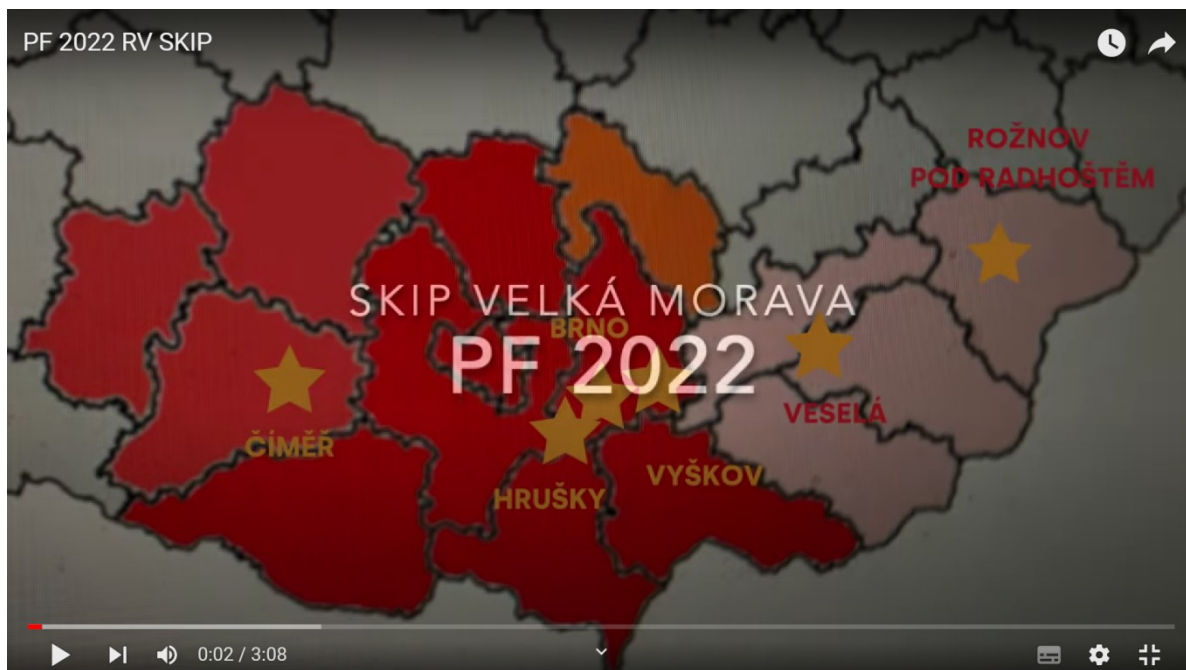 PF 2022 RV SKIP
ROŽNOV
POD RADHOŠTĚM
SKIP VELKÁ MORAVA
BRNO
PF 2022
VESELÁ
ČÍMĚŘ
VYŠKOV
HRUŠKY
0:02 / 3:08